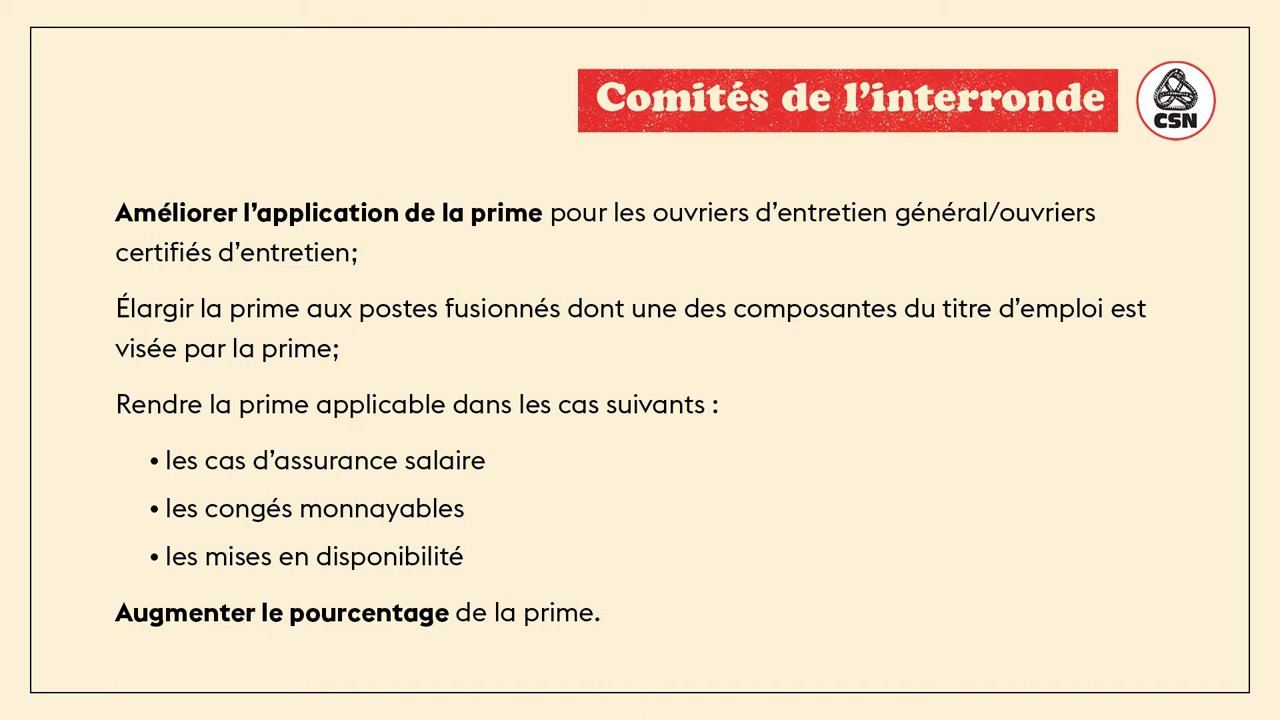 Comités de l’interronde
CSN
Améliorer l’application de la prime pour les ouvriers d’entretien général/ouvriers
certifiés d’entretien;
Élargir la prime aux postes fusionnés dont une des composantes du titre d’emploi est
visée par la prime;
Rendre la prime applicable dans les cas suivants :
• les cas d’assurance salaire
• les congés monnayables
• les mises en disponibilité
Augmenter le pourcentage de la prime.